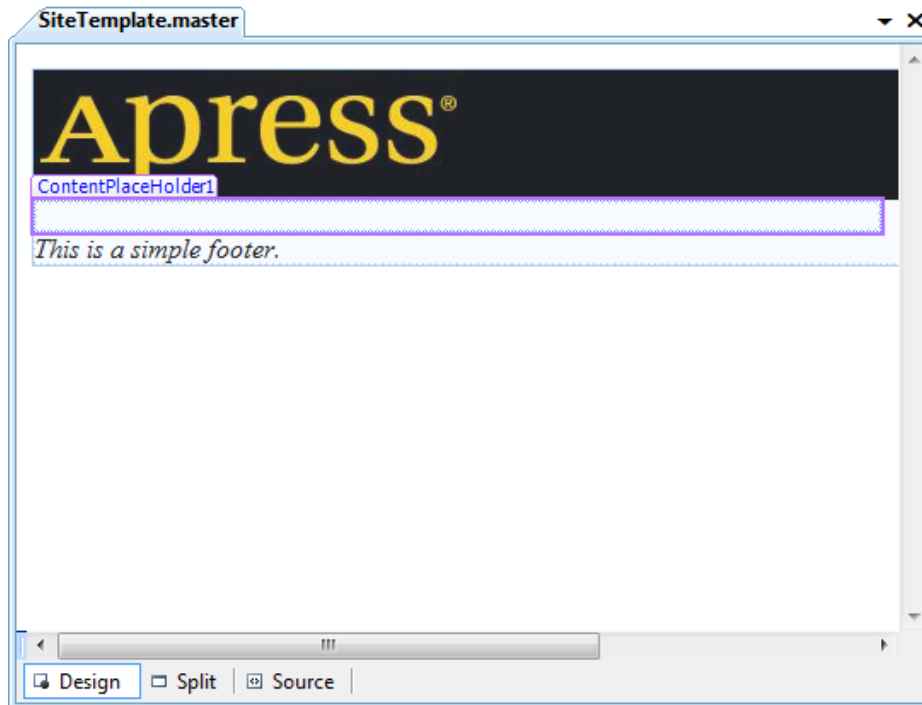 SiteTemplate.master
Apress®
ContentPlaceHolder1
This is a simple footer.
Design Split Source